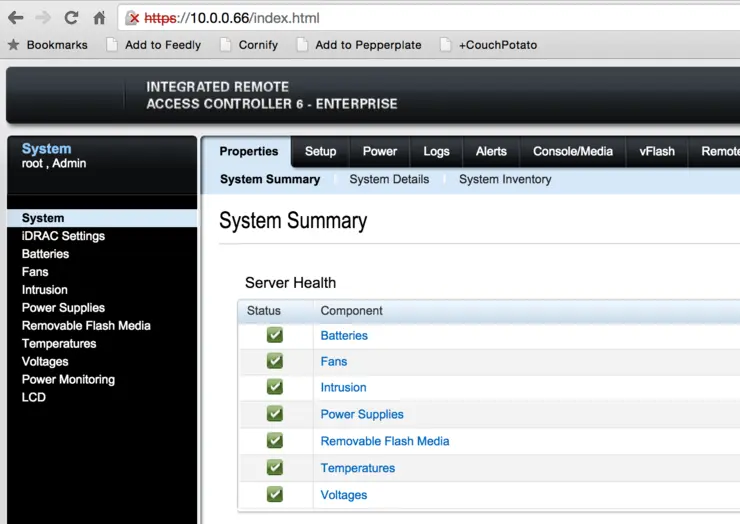 https://10.0.0.66/index.html
Bookmarks Add to Feedly Cornify Add to Pepperplate +CouchPotato
INTEGRATED REMOTE
ACCESS CONTROLLER 6 - ENTERPRISE
System
root , Admin
Properties Setup Power Logs Alerts Console/Media vFlash Remote
System Summary System Details System Inventory
System
iDRAC Settings
Batteries
Fans
Intrusion
Power Supplies
Removable Flash Media
Temperatures
Voltages
Power Monitoring
LCD
System Summary
Server Health
Status Component
Batteries
Fans
Intrusion
Power Supplies
Removable Flash Media
Temperatures
Voltages